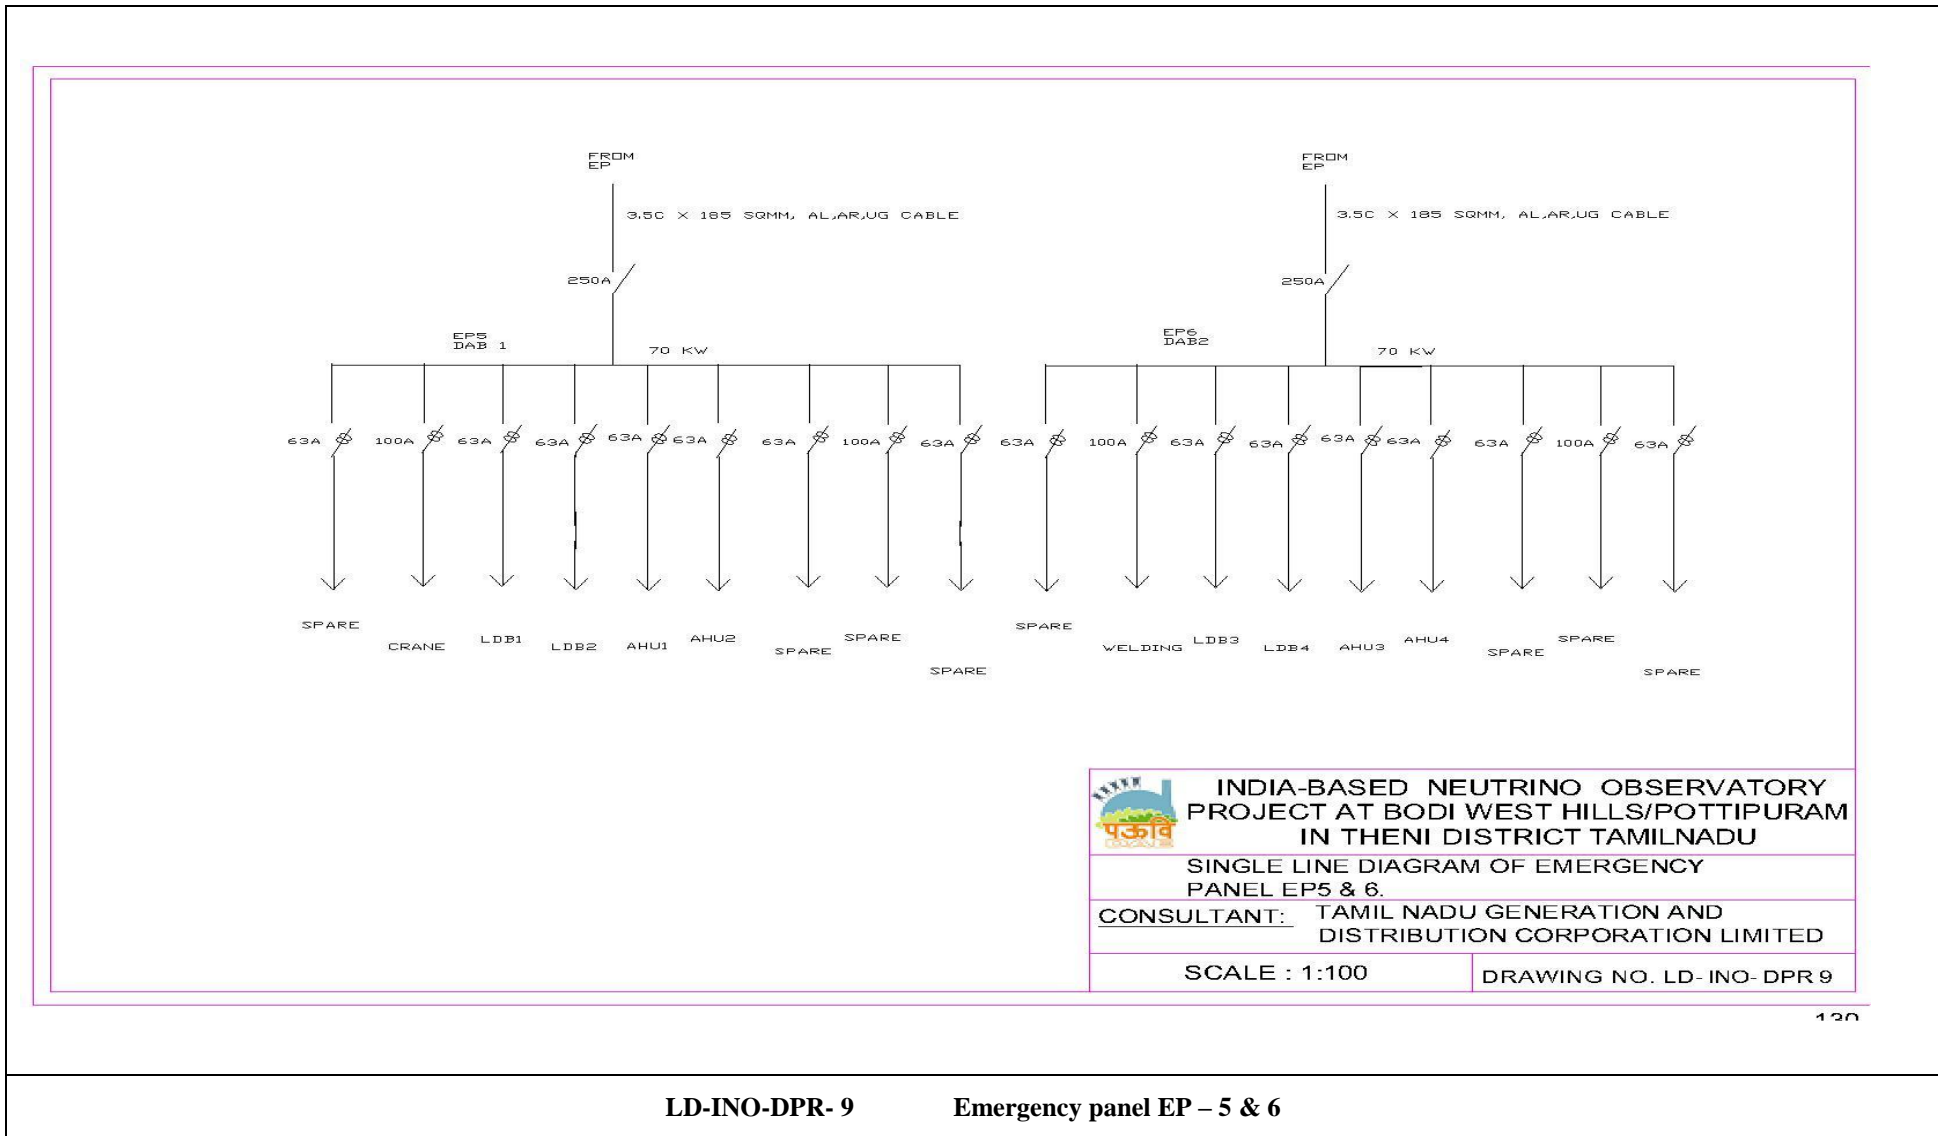 FROM
EP
3.5C X 185 SQMM, AL,AR,UG CABLE
250A
EP5
DAB 1
70 KW
63A 100A 63A 63A 63A 63A 63A 100A 63A
SPARE CRANE LDB1 LDB2 AHU1 AHU2 SPARE SPARE SPARE
FROM
EP
3.5C X 185 SQMM, AL,AR,UG CABLE
250A
EP6
DAB2
70 KW
63A 100A 63A 63A 63A 63A 63A 100A 63A
SPARE WELDING LDB3 LDB4 AHU3 AHU4 SPARE SPARE SPARE
पऊवि
DAE
INDIA-BASED NEUTRINO OBSERVATORY
PROJECT AT BODI WEST HILLS/POTTIPURAM
IN THENI DISTRICT TAMILNADU
SINGLE LINE DIAGRAM OF EMERGENCY
PANEL EP5 & 6.
CONSULTANT: TAMIL NADU GENERATION AND
DISTRIBUTION CORPORATION LIMITED
SCALE : 1:100
DRAWING NO. LD- INO- DPR 9
130
LD-INO-DPR- 9 Emergency panel EP – 5 & 6